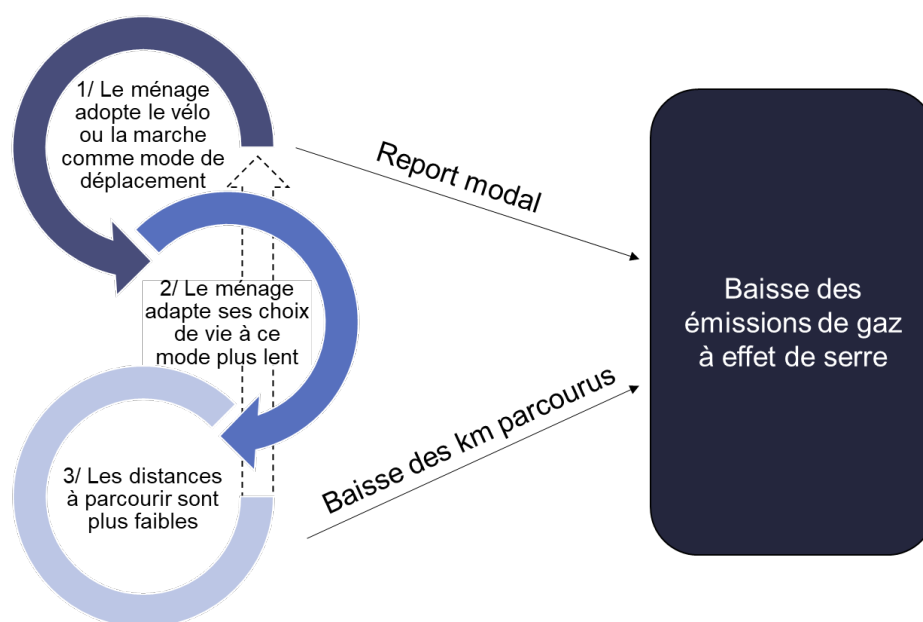 1/ Le ménage
adopte le vélo
ou la marche
comme mode de
déplacement
2/ Le ménage
adapte ses choix
de vie à ce
mode plus lent
3/ Les distances
à parcourir sont
plus faibles
Report modal
Baisse des km parcourus
Baisse des
émissions de gaz
à effet de serre